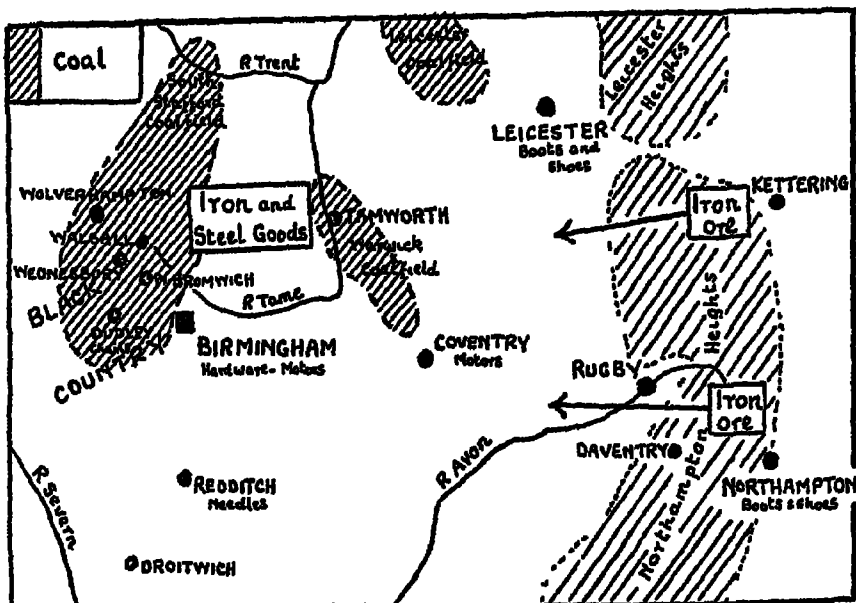 Coal
R Trent
South
Stafford
Coalfield
Leicester
Coalfield
Leicester
Heights
LEICESTER
Boots and
Shoes
WOLVERHAMPTON
Iron and
Steel Goods
TAMWORTH
Warwick
Coalfield
Iron
ore
KETTERING
WALSALL
WEDNESBURY
W. BROMWICH
BLACK
COUNTRY
DUDLEY
R Tame
BIRMINGHAM
Hardware - Motors
COVENTRY
Motors
RUGBY
Northampton
Heights
Iron
ore
DAVENTRY
NORTHAMPTON
Boots & Shoes
R Avon
R Severn
REDDITCH
Needles
DROITWICH